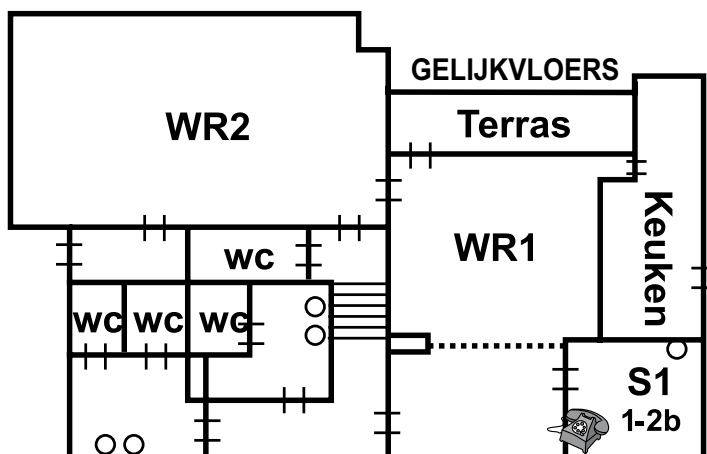 GELIJKVLOERS
WR2
Terras
WR1
Keuken
wc
wc
wc
wc
S1
1-2b